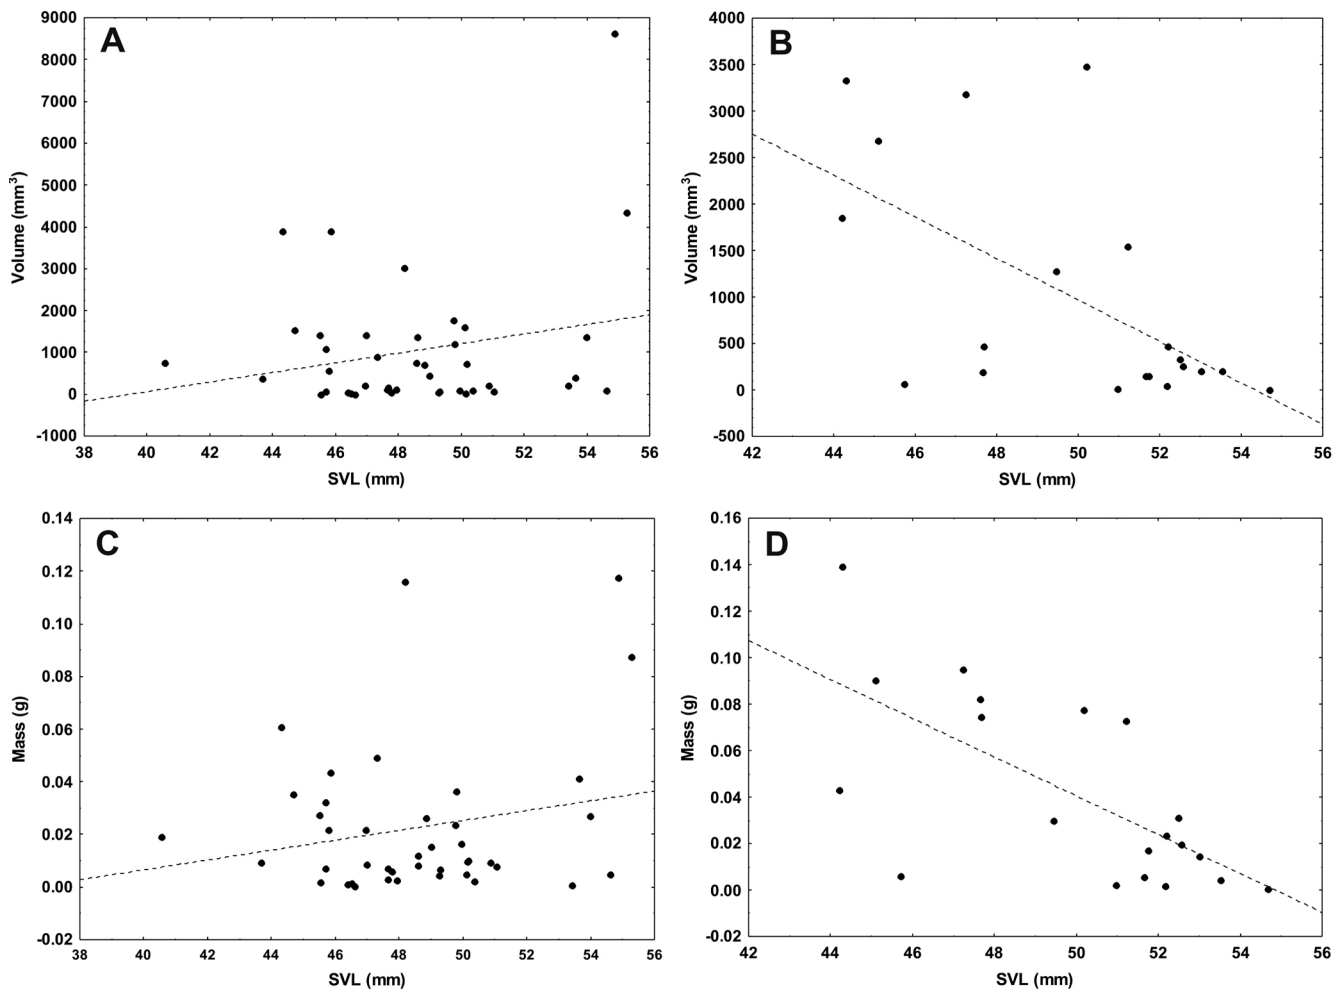 A
Volume (mm³)
9000
8000
7000
6000
5000
4000
3000
2000
1000
0
-1000
38 40 42 44 46 48 50 52 54 56
SVL (mm)
B
Volume (mm³)
4000
3500
3000
2500
2000
1500
1000
500
0
-500
42 44 46 48 50 52 54 56
SVL (mm)
C
Mass (g)
0.14
0.12
0.10
0.08
0.06
0.04
0.02
0.00
-0.02
38 40 42 44 46 48 50 52 54 56
SVL (mm)
D
Mass (g)
0.16
0.14
0.12
0.10
0.08
0.06
0.04
0.02
0.00
-0.02
42 44 46 48 50 52 54 56
SVL (mm)